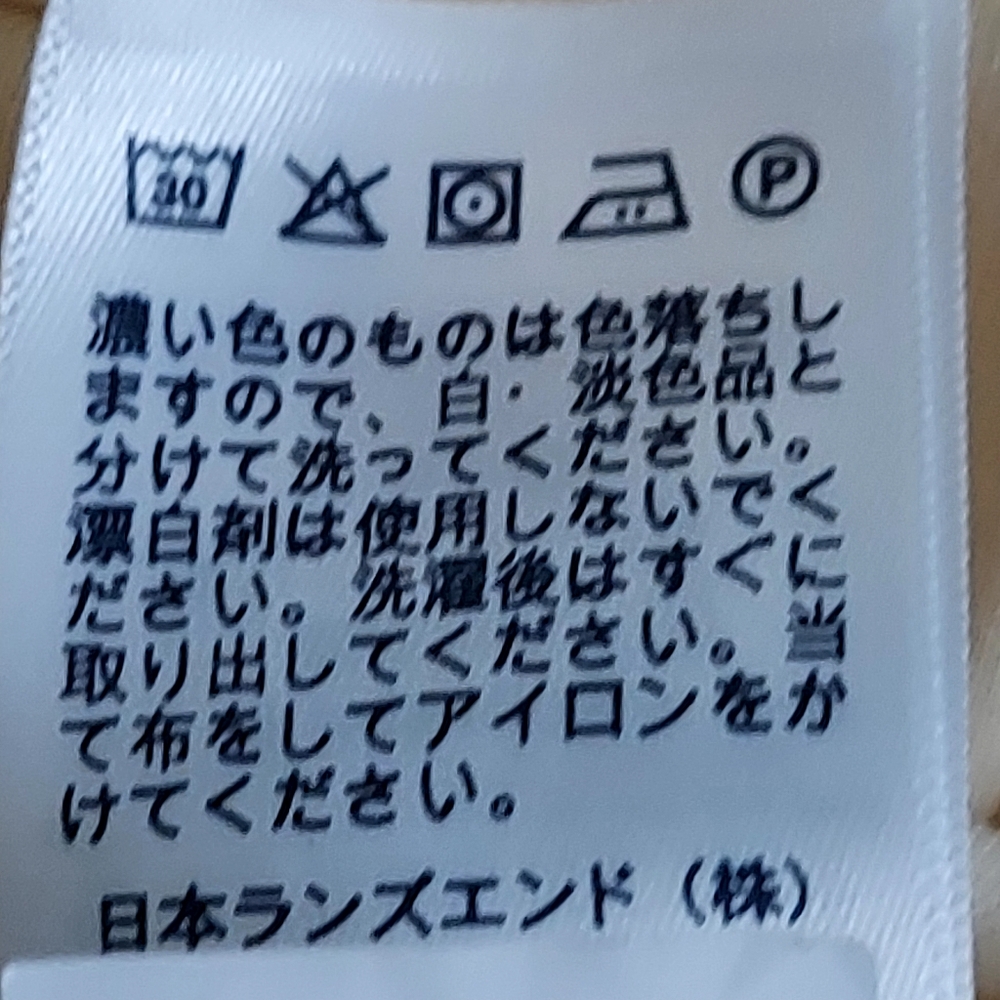 30
P
濃い色のものは色落ちし
ますので、白・淡色品と
分けて洗ってください。
漂白剤は使用しないでく
ださい。洗濯後はすぐに
取り出してください。当
て布をしてアイロンをか
けてください。
日本ランズエンド（株）